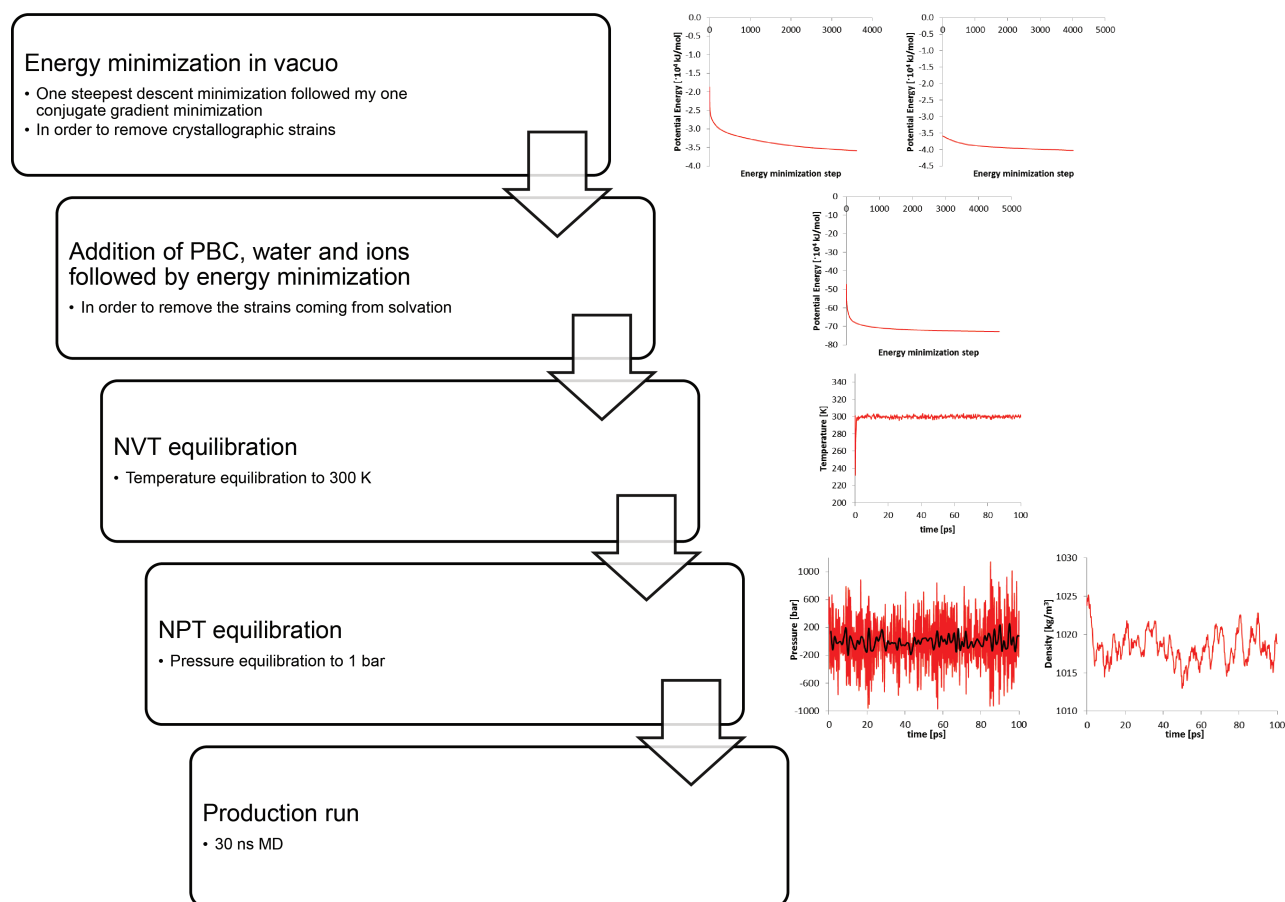 Energy minimization in vacuo
• One steepest descent minimization followed my one
conjugate gradient minimization
• In order to remove crystallographic strains
0.0
-0.5
-1.0
-1.5
-2.0
-2.5
-3.0
-3.5
-4.0
0 1000 2000 3000 4000
Potential Energy [·10⁴ kJ/mol]
Energy minimization step
0.0
-0.5
-1.0
-1.5
-2.0
-2.5
-3.0
-3.5
-4.0
-4.5
0 1000 2000 3000 4000 5000
Potential Energy [·10⁴ kJ/mol]
Energy minimization step
Addition of PBC, water and ions
followed by energy minimization
• In order to remove the strains coming from solvation
0
-10
-20
-30
-40
-50
-60
-70
-80
0 1000 2000 3000 4000 5000
Potential Energy [·10⁴ kJ/mol]
Energy minimization step
NVT equilibration
• Temperature equilibration to 300 K
340
320
300
280
260
240
220
200
0 20 40 60 80 100
Temperature [K]
time [ps]
NPT equilibration
• Pressure equilibration to 1 bar
1000
600
200
-200
-600
-1000
0 20 40 60 80 100
Pressure [bar]
time [ps]
1030
1025
1020
1015
1010
0 20 40 60 80 100
Density [kg/m³]
time [ps]
Production run
• 30 ns MD